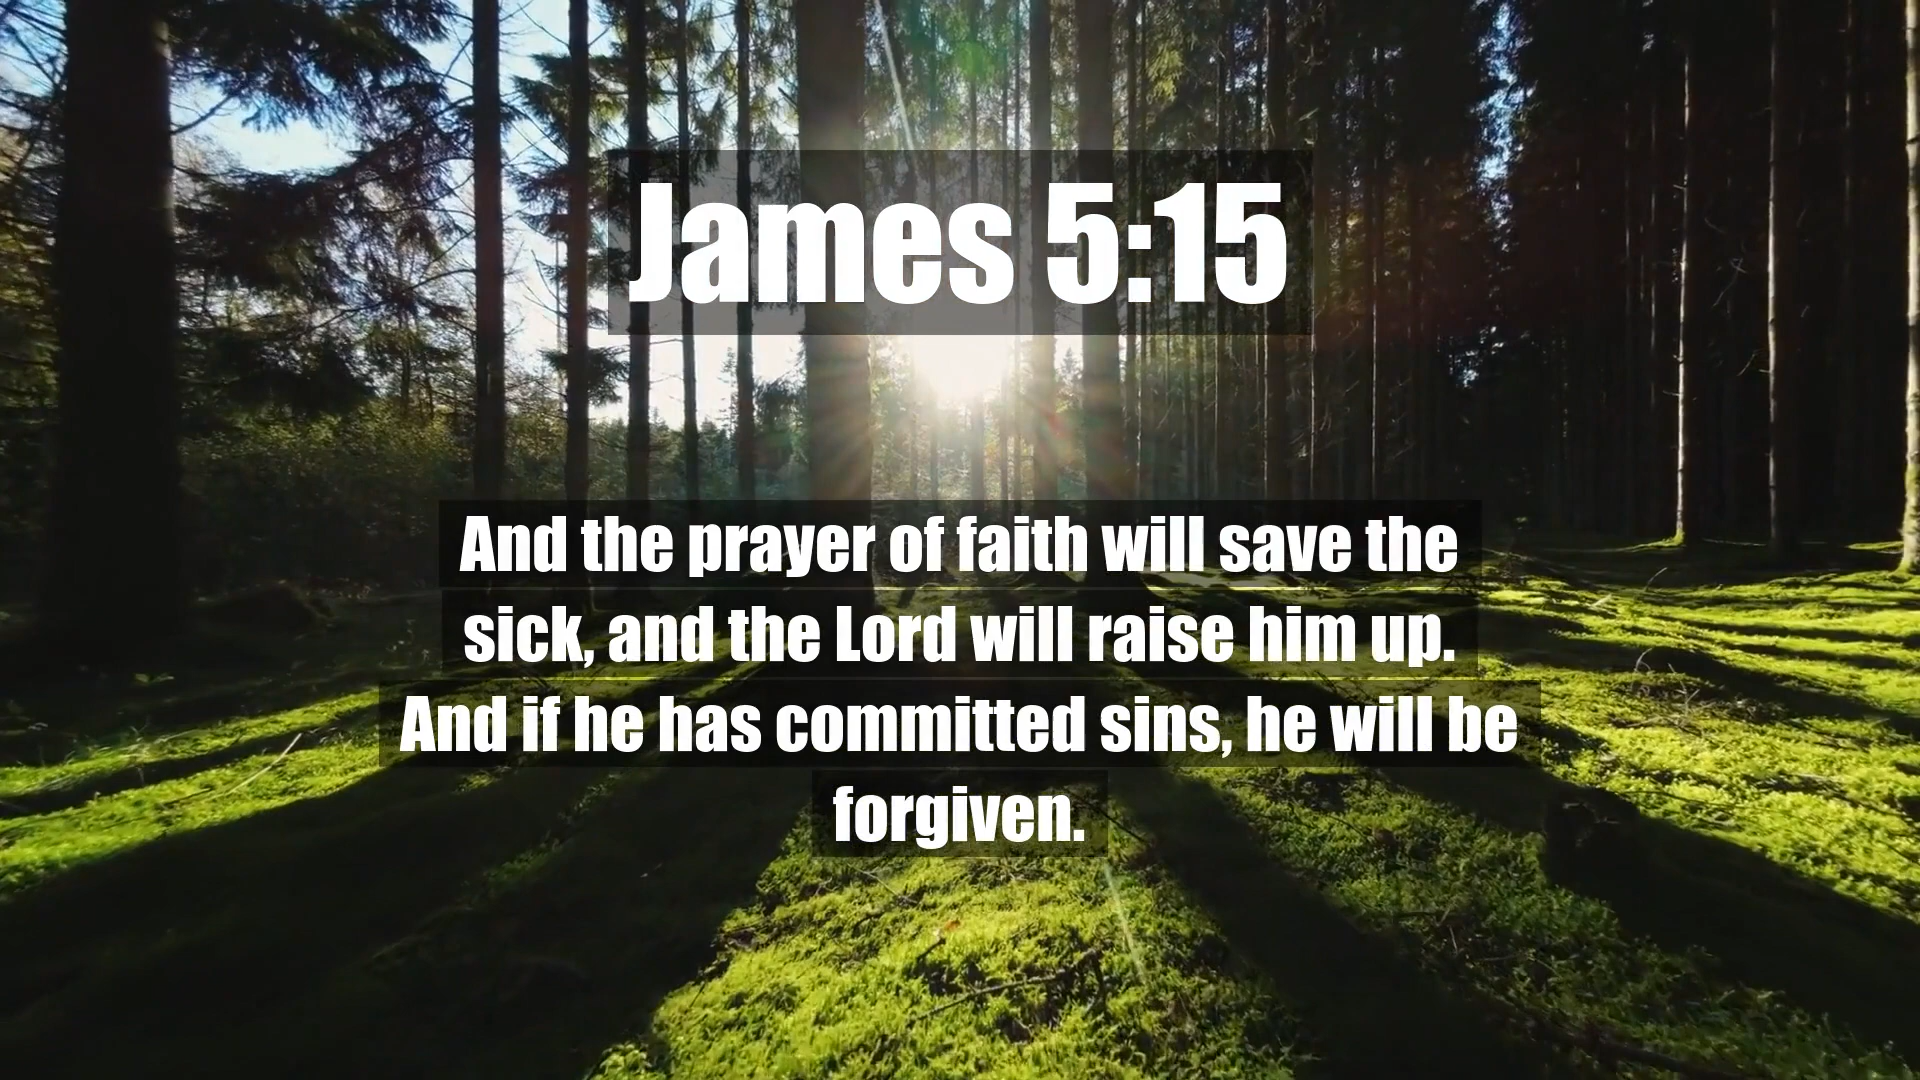 James 5:15
And the prayer of faith will save the
sick, and the Lord will raise him up.
And if he has committed sins, he will be
forgiven.